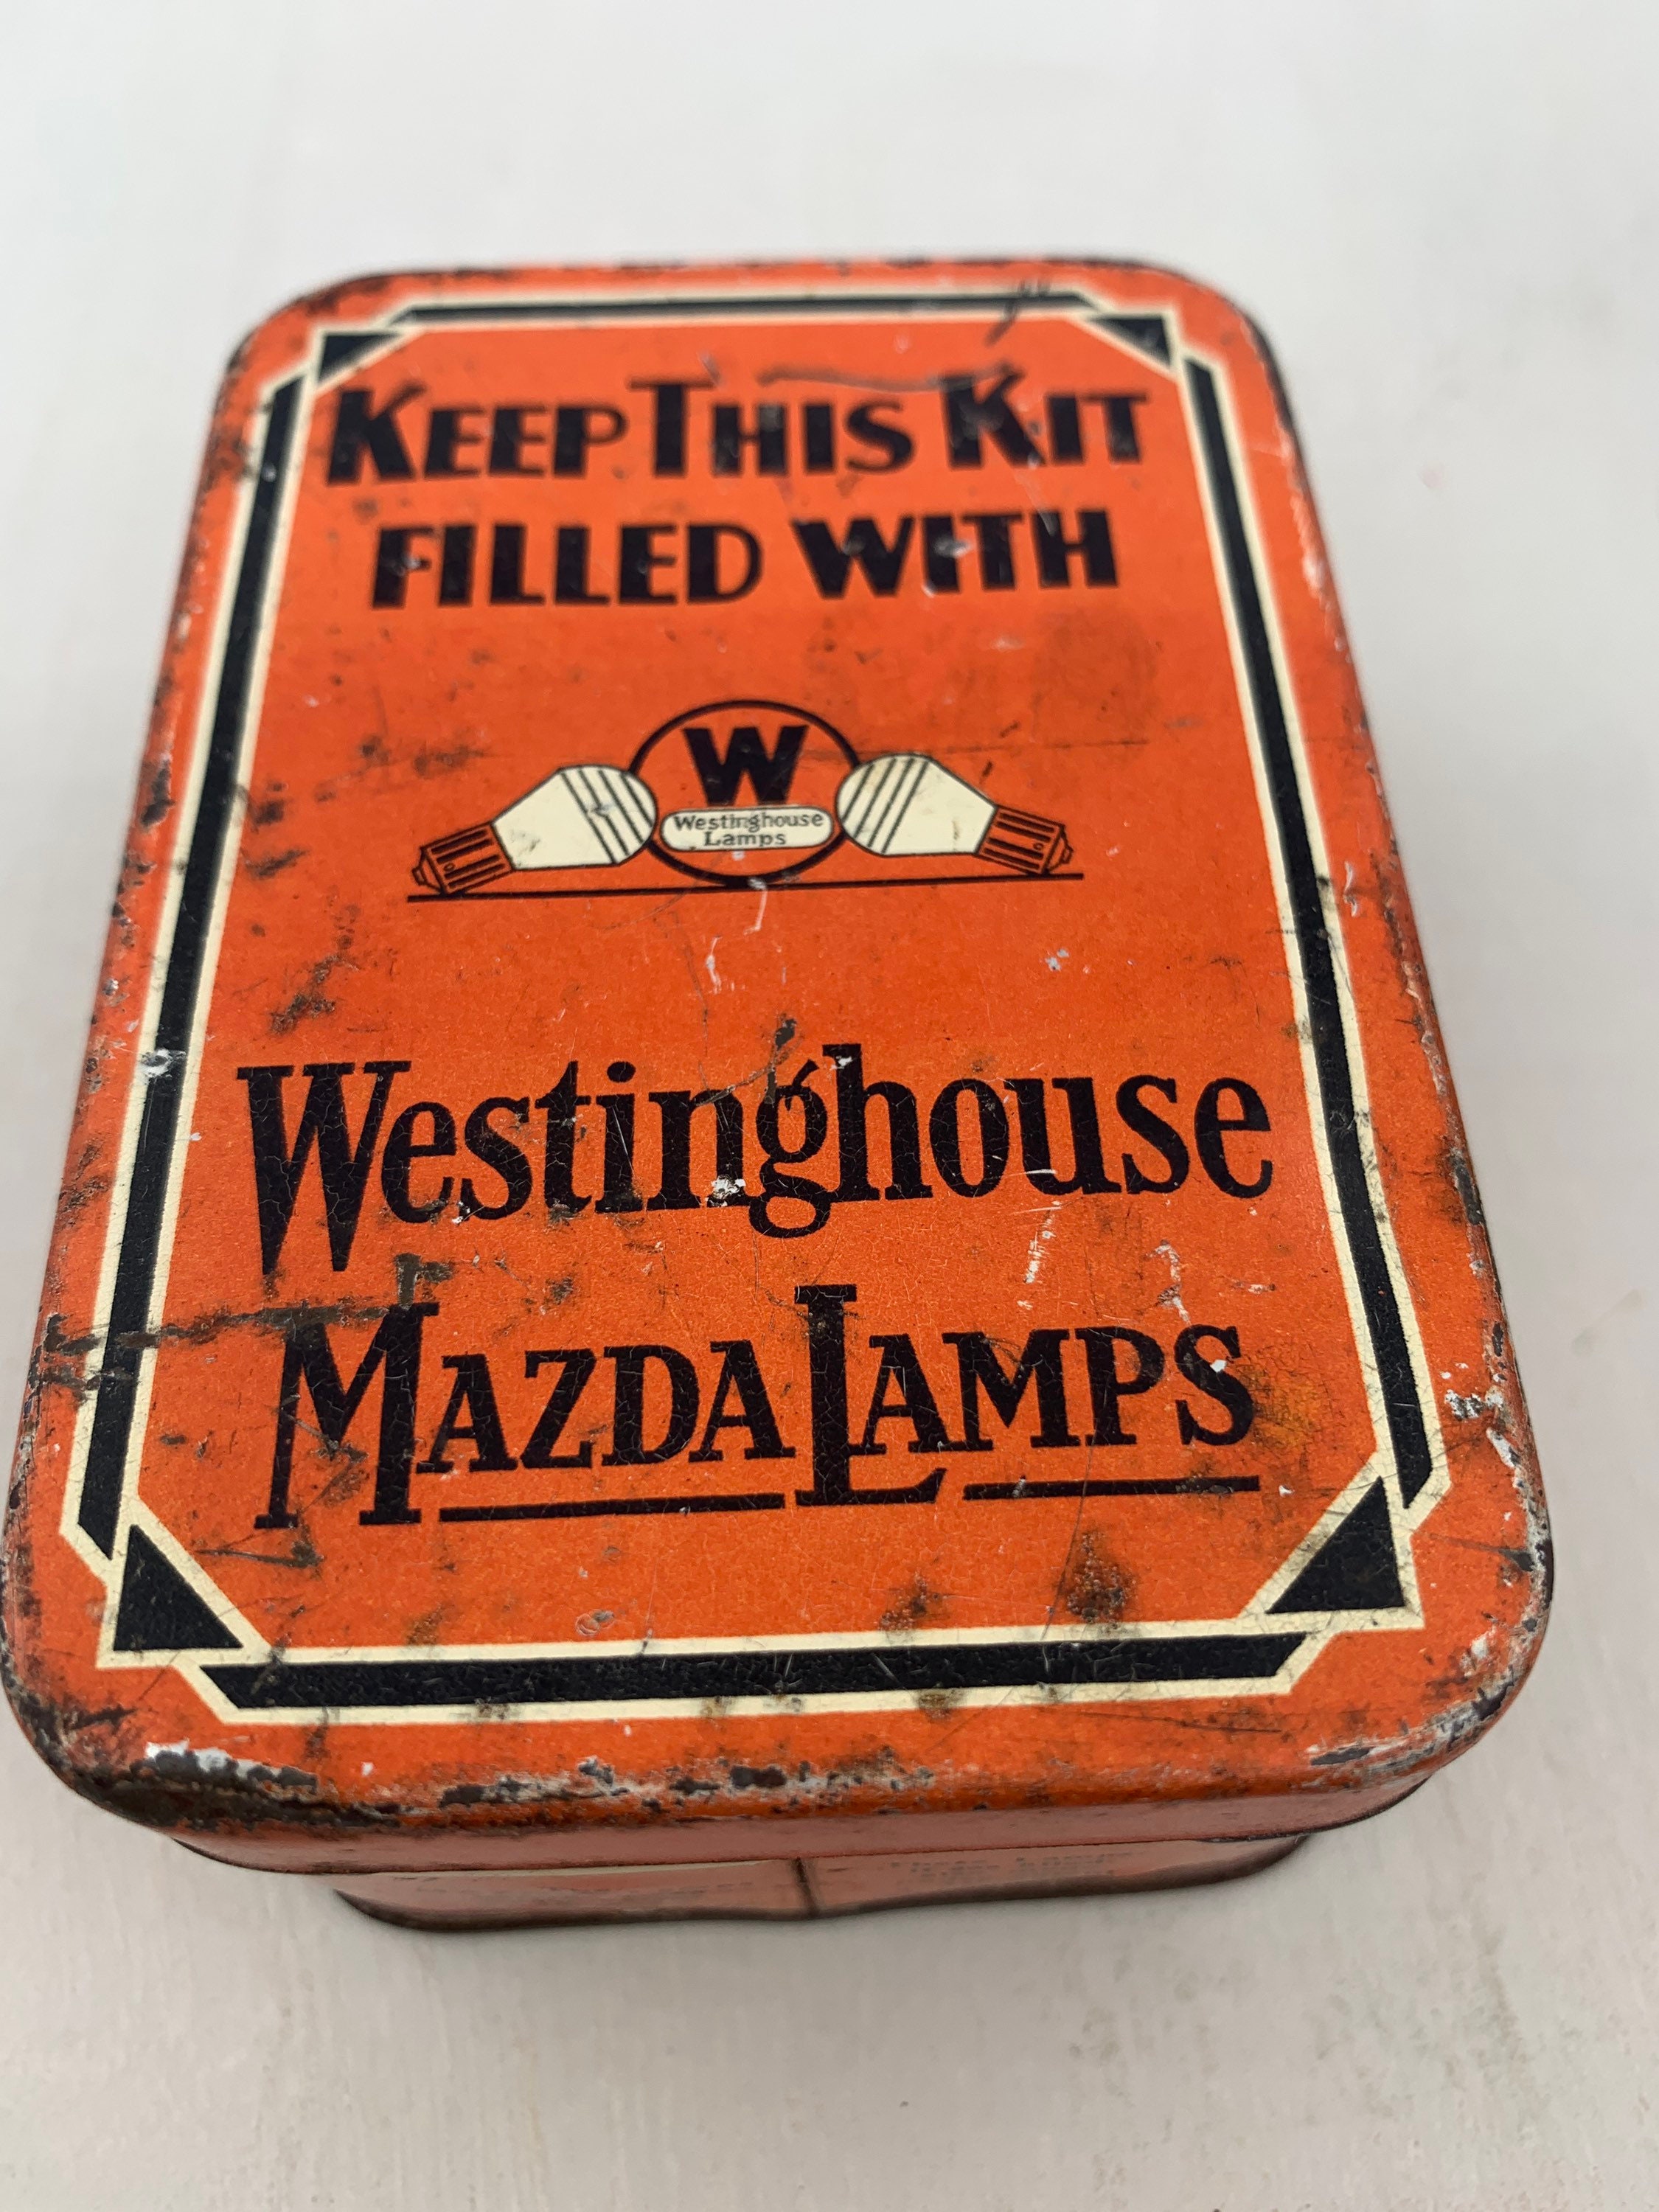 KEEP THIS KIT
FILLED WITH
W
Westinghouse
Lamps
Westinghouse
MAZDA LAMPS